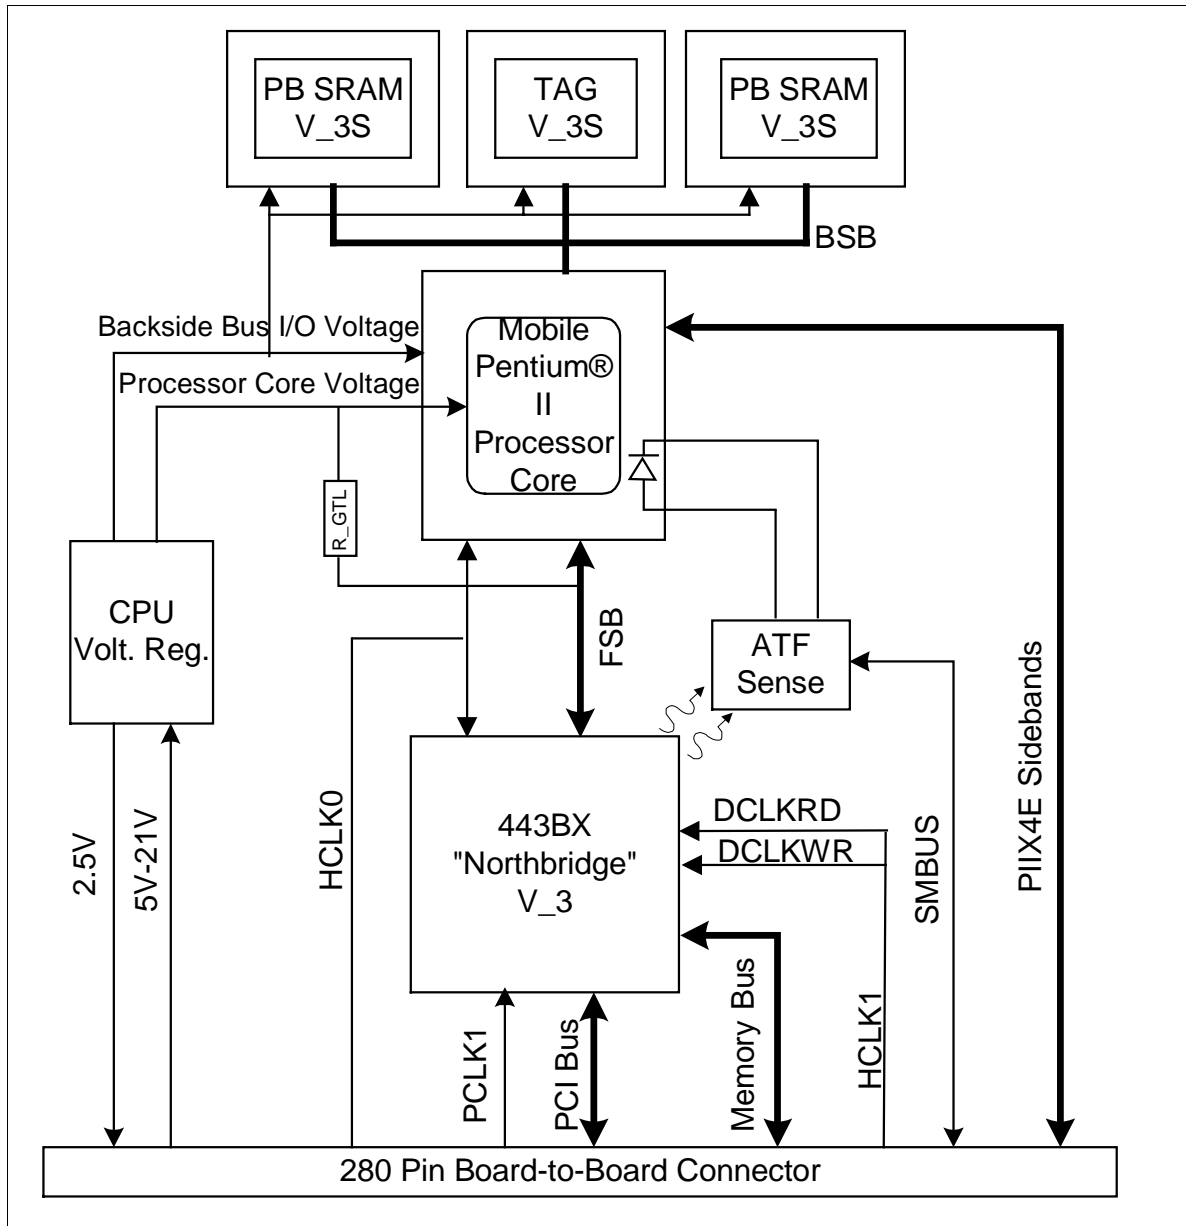 PB SRAM
V_3S
TAG
V_3S
PB SRAM
V_3S
BSB
Backside Bus I/O Voltage
Processor Core Voltage
Mobile
Pentium®
II
Processor
Core
R_GTL
CPU
Volt. Reg.
FSB
ATF
Sense
PIIX4E Sidebands
2.5V
5V-21V
HCLK0
443BX
"Northbridge"
V_3
DCLKRD
DCLKWR
SMBUS
PCLK1
PCI Bus
Memory Bus
HCLK1
280 Pin Board-to-Board Connector